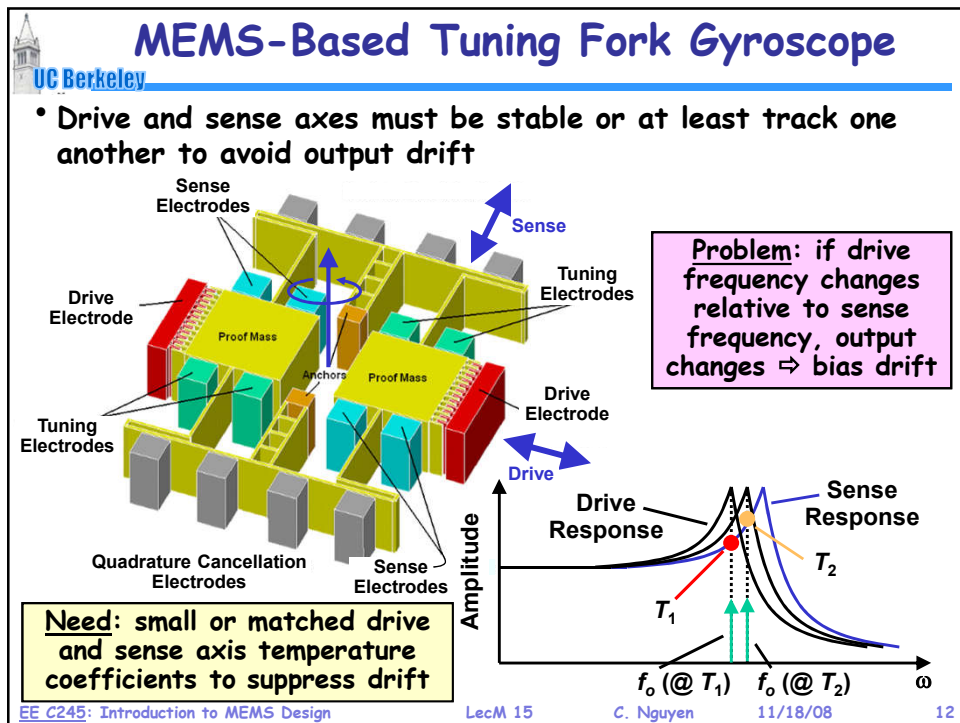 MEMS-Based Tuning Fork Gyroscope
UC Berkeley
• Drive and sense axes must be stable or at least track one
another to avoid output drift
Sense
Electrodes
Sense
Drive
Electrode
Tuning
Electrodes
Proof Mass
Anchors
Proof Mass
Tuning
Electrodes
Drive
Electrode
Drive
Quadrature Cancellation
Electrodes
Sense
Electrodes
Problem: if drive
frequency changes
relative to sense
frequency, output
changes ⇨ bias drift
Amplitude
Drive
Response
Sense
Response
T1
T2
fo (@ T1)
fo (@ T2)
ω
Need: small or matched drive
and sense axis temperature
coefficients to suppress drift
EE C245: Introduction to MEMS Design LecM 15 C. Nguyen 11/18/08 12